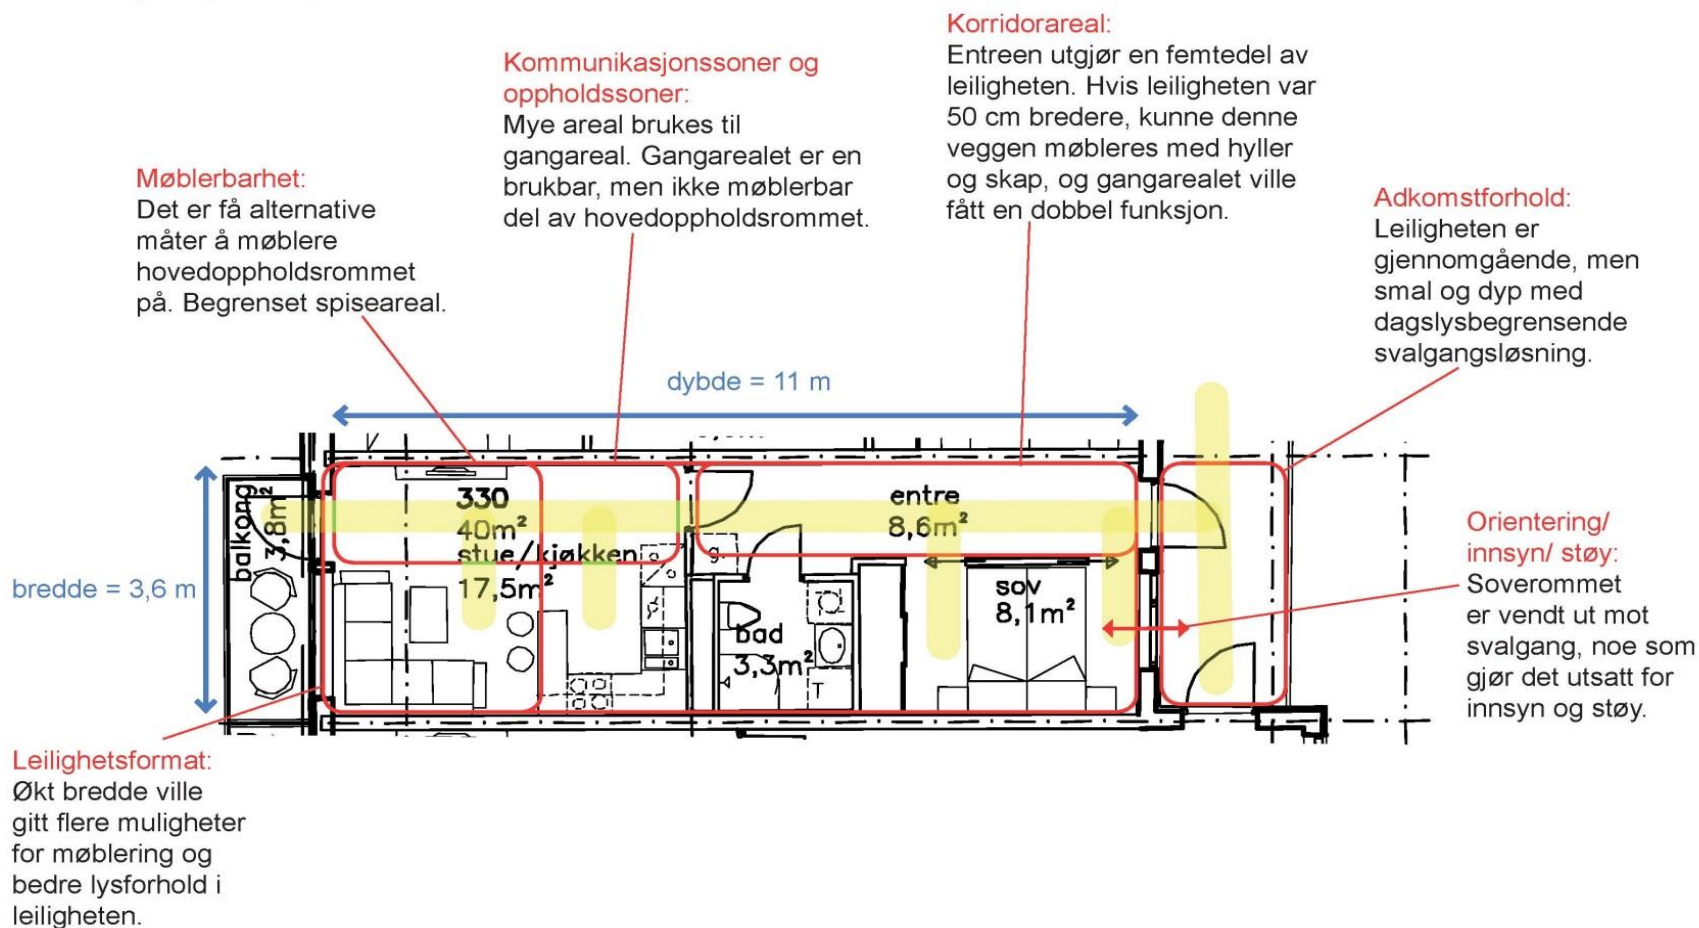 Korridorareal:
Entreen utgjør en femtedel av
leiligheten. Hvis leiligheten var
50 cm bredere, kunne denne
veggen møbleres med hyller
og skap, og gangarealet ville
fått en dobbel funksjon.
Kommunikasjonssoner og
oppholdssoner:
Mye areal brukes til
gangareal. Gangarealet er en
brukbar, men ikke møblerbar
del av hovedoppholdsrommet.
Møblerbarhet:
Det er få alternative
måter å møblere
hovedoppholdsrommet
på. Begrenset spiseareal.
Adkomstforhold:
Leiligheten er
gjennomgående, men
smal og dyp med
dagslysbegrensende
svalgangsløsning.
dybde = 11 m
bredde = 3,6 m
balkong
3,8m²
330
40m²
stue/kjøkken
17,5m²
entre
8,6m²
bad
3,3m²
T
sov
8,1m²
Orientering/
innsyn/ støy:
Soverommet
er vendt ut mot
svalgang, noe som
gjør det utsatt for
innsyn og støy.
Leilighetsformat:
Økt bredde ville
gitt flere muligheter
for møblering og
bedre lysforhold i
leiligheten.